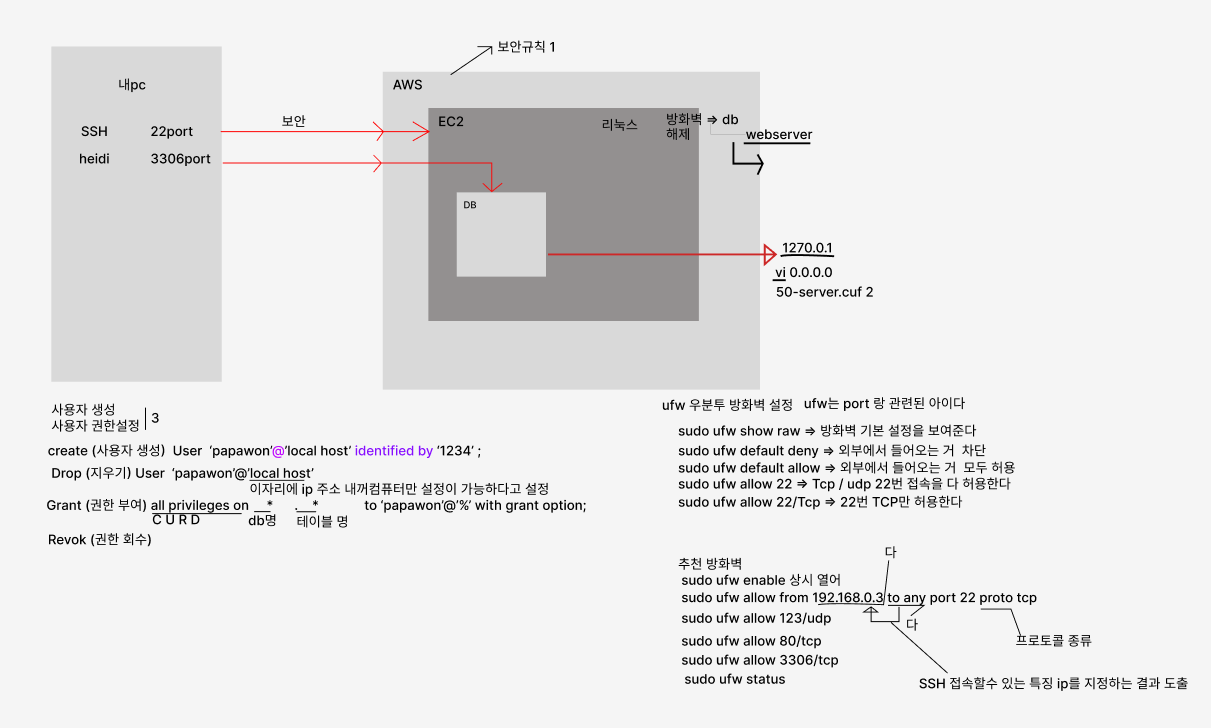 보안규칙 1
내pc
AWS
SSH 22port
보안
EC2
리눅스
방화벽 => db
해제
webserver
heidi 3306port
DB
1270.0.1
vi 0.0.0.0
50-server.cuf 2
사용자 생성
사용자 권한설정
3
create (사용자 생성) User ‘papawon’@’local host’ identified by ‘1234’ ;
Drop (지우기) User ‘papawon’@’local host’
이자리에 ip 주소 내꺼컴퓨터만 설정이 가능하다고 설정
Grant (권한 부여) all privileges on __* .__* to ‘papawon’@’%’ with grant option;
C U R D db명 테이블 명
Revok (권한 회수)
ufw 우분투 방화벽 설정 ufw는 port 랑 관련된 아이다
sudo ufw show raw => 방화벽 기본 설정을 보여준다
sudo ufw default deny => 외부에서 들어오는 거 차단
sudo ufw default allow => 외부에서 들어오는 거 모두 허용
sudo ufw allow 22 => Tcp / udp 22번 접속을 다 허용한다
sudo ufw allow 22/Tcp => 22번 TCP만 허용한다
다
추천 방화벽
sudo ufw enable 상시 열어
sudo ufw allow from 192.168.0.3 to any port 22 proto tcp
sudo ufw allow 123/udp
다
프로토콜 종류
sudo ufw allow 80/tcp
sudo ufw allow 3306/tcp
sudo ufw status
SSH 접속할수 있는 특징 ip를 지정하는 결과 도출